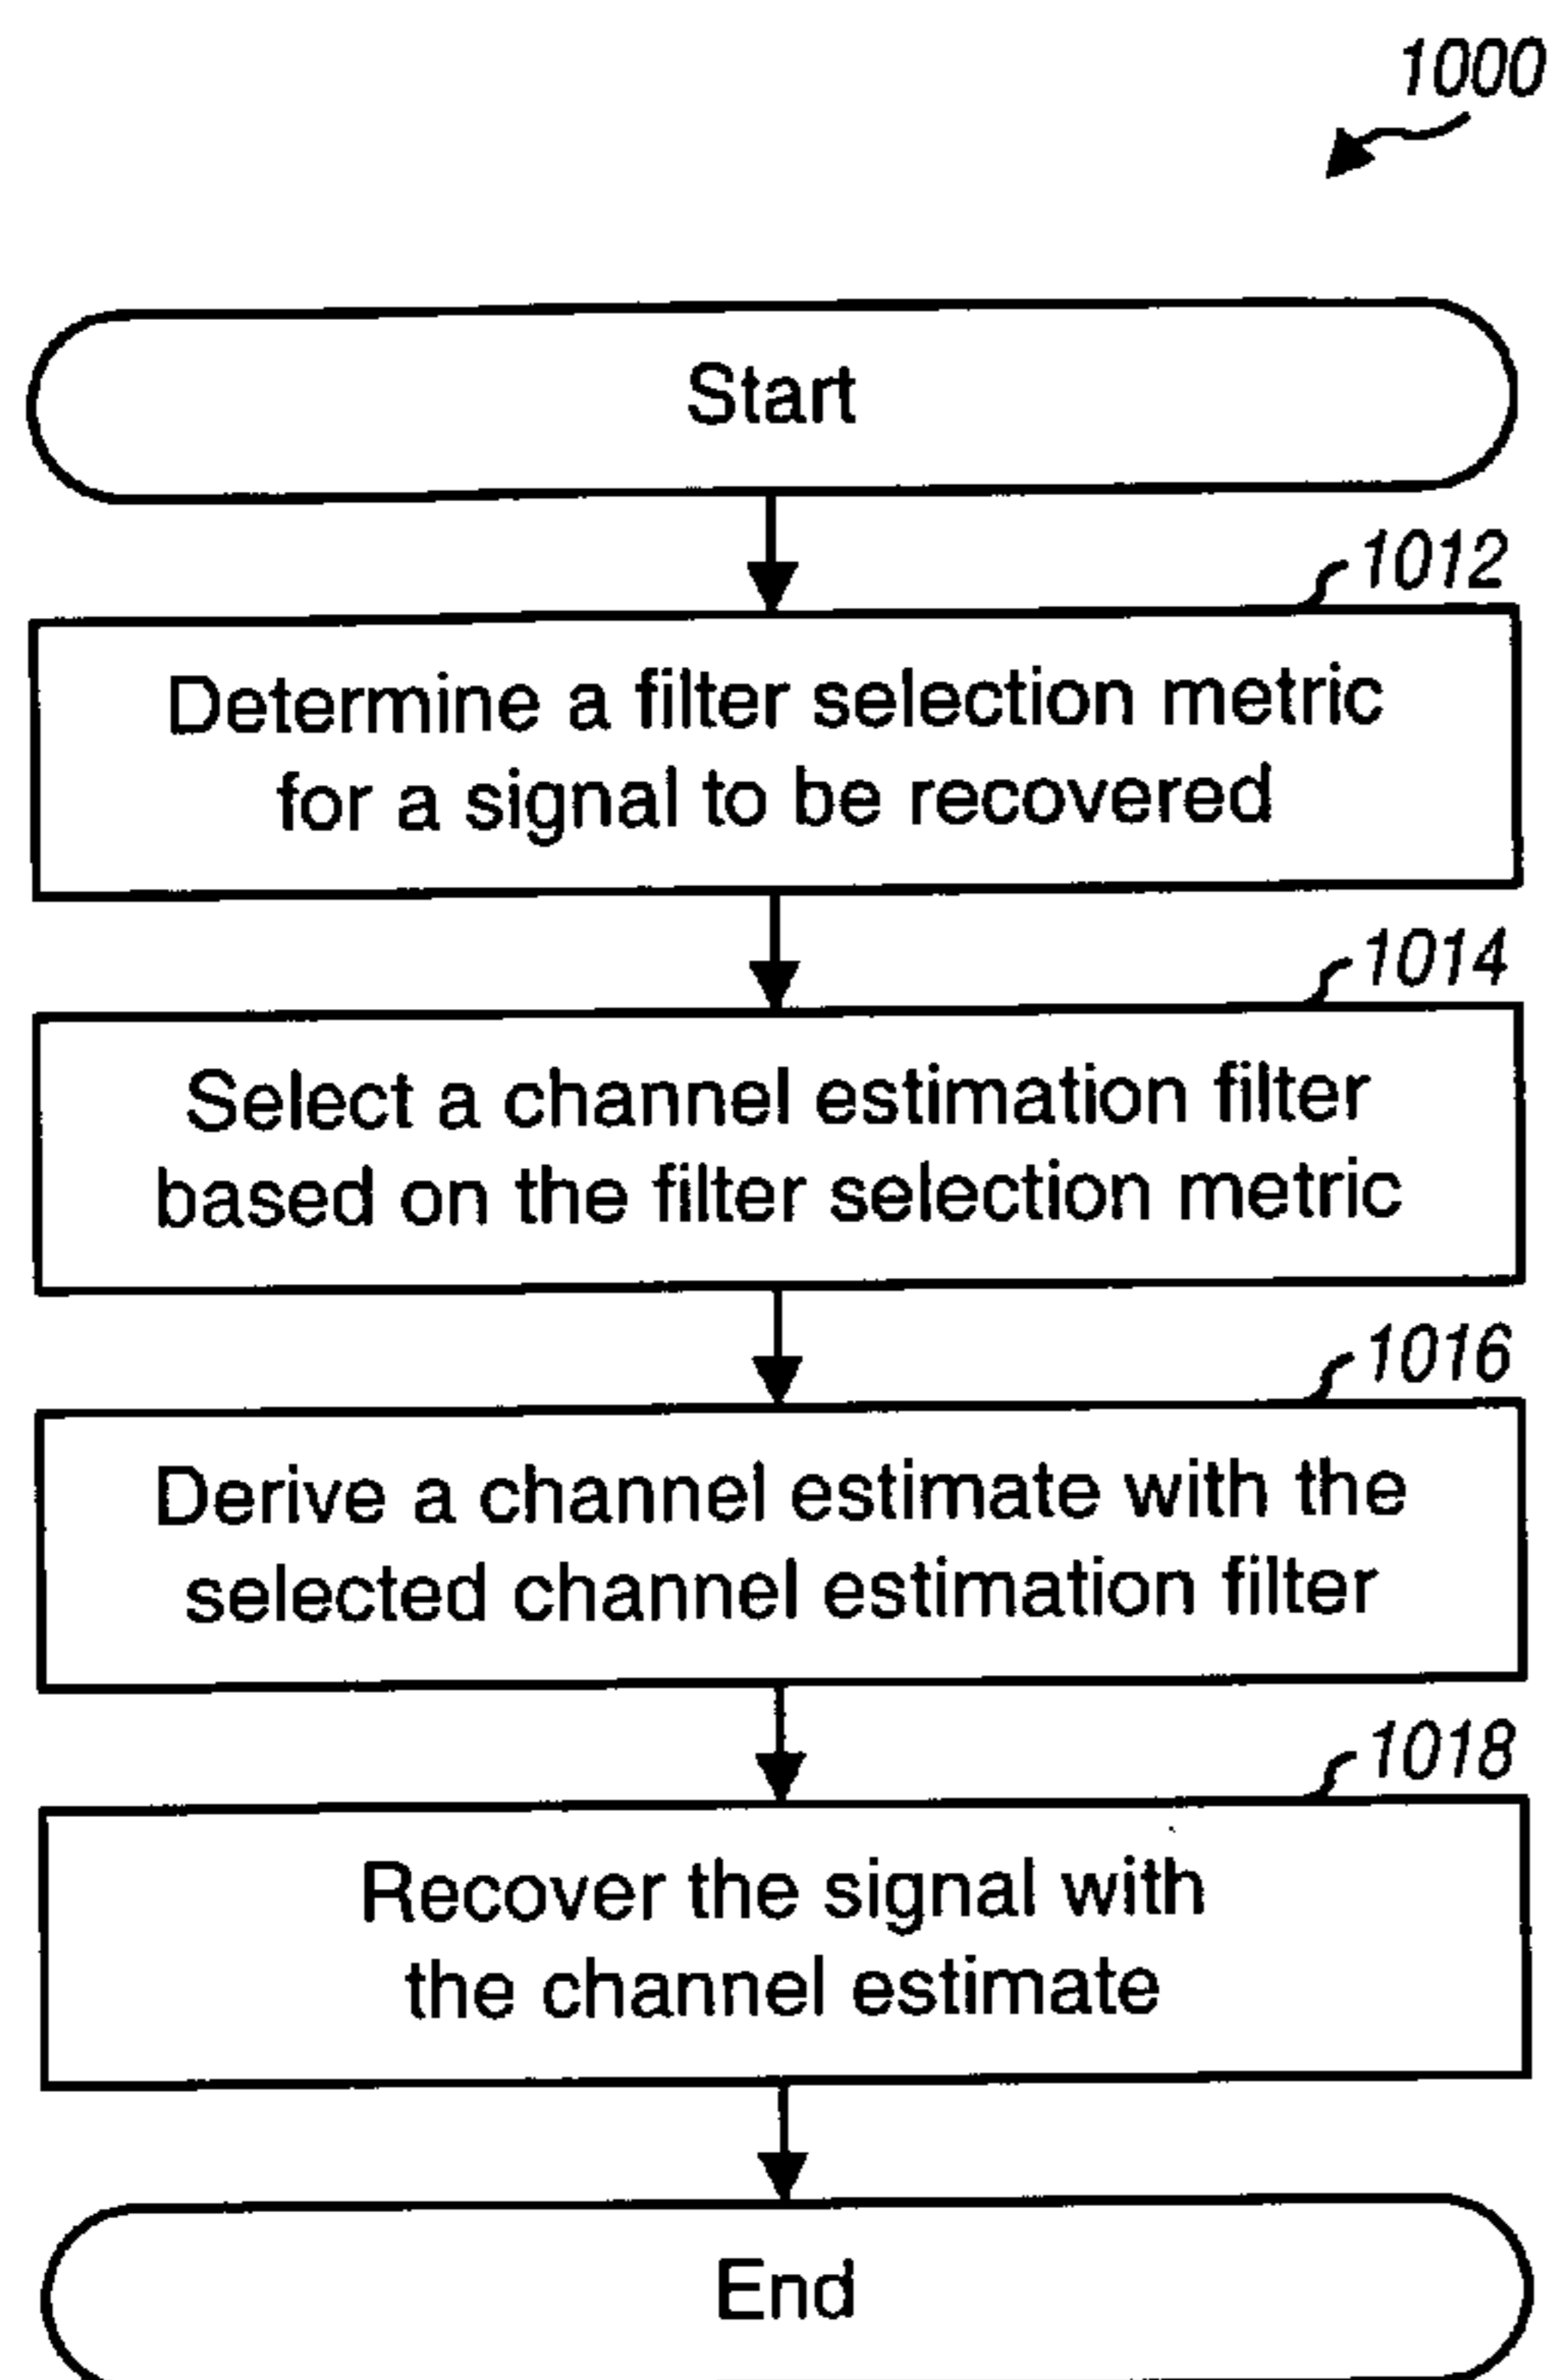 1000
Start
1012
Determine a filter selection metric
for a signal to be recovered
1014
Select a channel estimation filter
based on the filter selection metric
1016
Derive a channel estimate with the
selected channel estimation filter
1018
Recover the signal with
the channel estimate
End